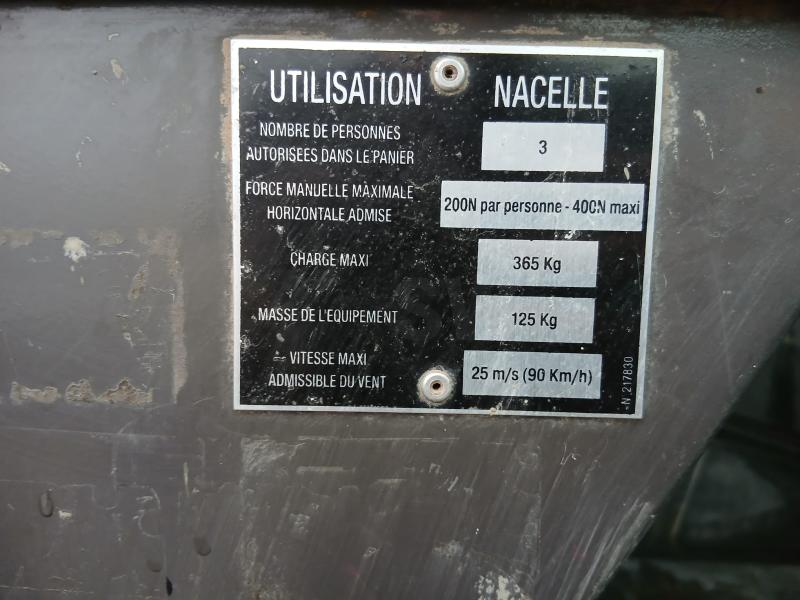 UTILISATION NACELLE
NOMBRE DE PERSONNES
AUTORISEES DANS LE PANIER
3
FORCE MANUELLE MAXIMALE
HORIZONTALE ADMISE
200N par personne - 400N maxi
CHARGE MAXI
365 Kg
MASSE DE L'EQUIPEMENT
125 Kg
VITESSE MAXI
ADMISSIBLE DU VENT
25 m/s (90 Km/h)
N 217830